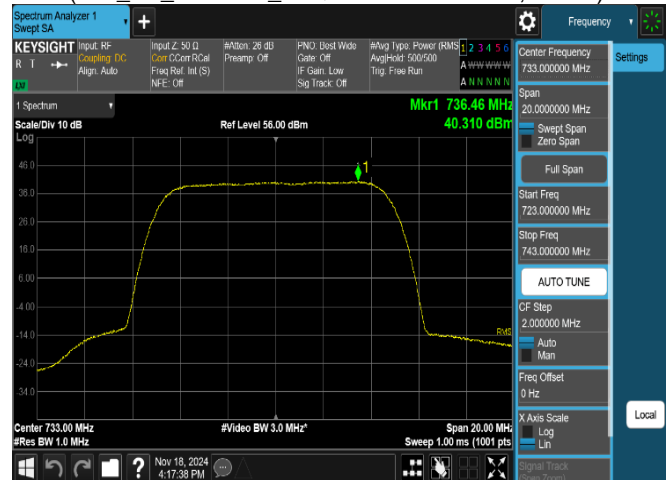 Spectrum Analyzer 1
Swept SA
+
Frequency
KEYSIGHT
R T
LXI
Input: RF
Coupling: DC
Align: Auto
Input Z: 50 Ω
Corr CCorr RCal
Freq Ref: Int (S)
NFE: Off
#Atten: 26 dB
Preamp: Off
PNO: Best Wide
Gate: Off
IF Gain: Low
Sig Track: Off
#Avg Type: Power (RMS
Avg|Hold: 500/500
Trig: Free Run
1 2 3 4 5 6
A W W W W W
A N N N N N
1 Spectrum
Scale/Div 10 dB
Log
Ref Level 56.00 dBm
Mkr1 736.46 MHz
40.310 dBm
1
46.0
36.0
26.0
16.0
6.00
-4.00
-14.0
-24.0
-34.0
RMS
Center 733.00 MHz
#Res BW 1.0 MHz
#Video BW 3.0 MHz*
Span 20.00 MHz
Sweep 1.00 ms (1001 pts
?
Nov 18, 2024
4:17:38 PM
Center Frequency
733.000000 MHz
Settings
Span
20.0000000 MHz
Swept Span
Zero Span
Full Span
Start Freq
723.000000 MHz
Stop Freq
743.000000 MHz
AUTO TUNE
CF Step
2.000000 MHz
Auto
Man
Freq Offset
0 Hz
X Axis Scale
Log
Lin
Local
Signal Track
(Span Zoom)